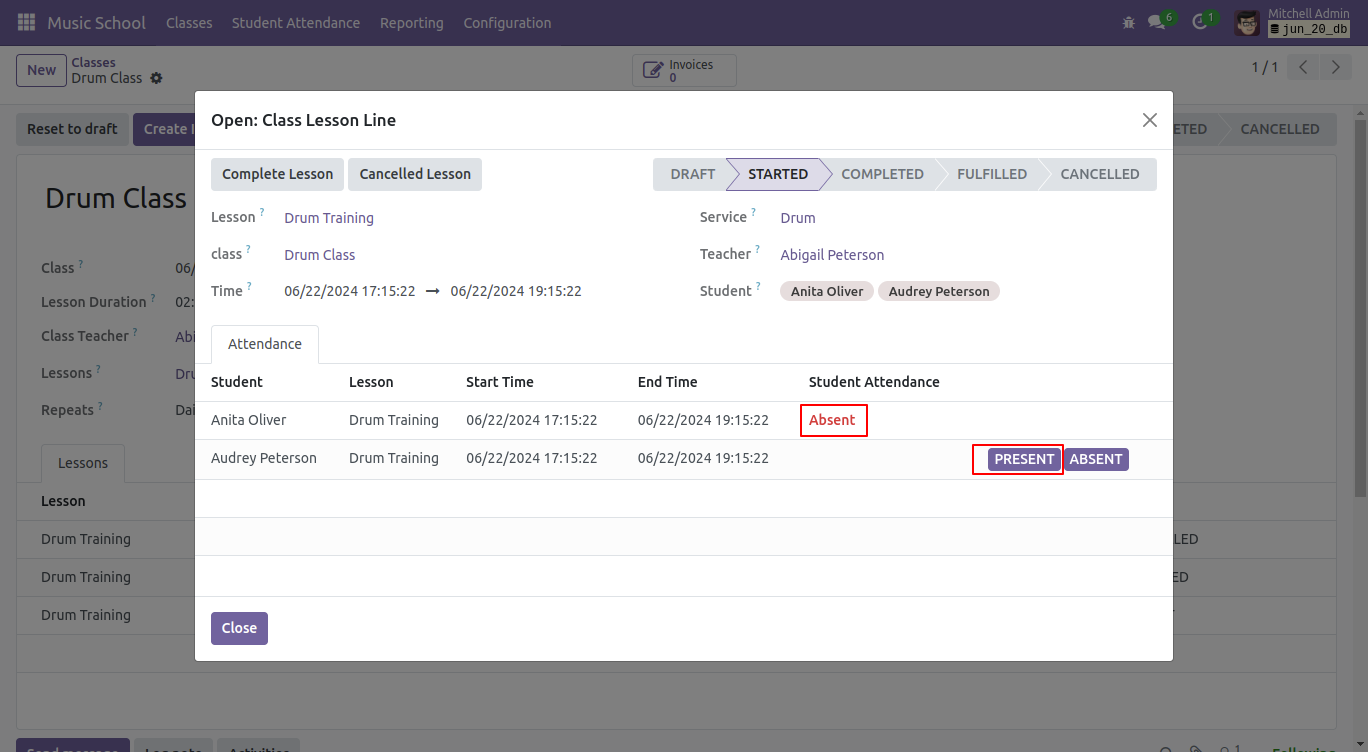 Music School Classes Student Attendance Reporting Configuration 6 1 Mitchell Admin
jun_20_db
New Classes
Drum Class
Invoices
0
1 / 1
Reset to draft Create CANCELLED
Open: Class Lesson Line
Complete Lesson Cancelled Lesson DRAFT STARTED COMPLETED FULFILLED CANCELLED
Drum Class
Lesson ? Drum Training Service ? Drum
class ? Drum Class Teacher ? Abigail Peterson
Time ? 06/22/2024 17:15:22 → 06/22/2024 19:15:22 Student ? Anita Oliver Audrey Peterson
Class ? 06/
Lesson Duration ? 02:
Class Teacher ? Abi
Lessons ? Dru
Repeats ? Dai
Attendance
Student Lesson Start Time End Time Student Attendance
Anita Oliver Drum Training 06/22/2024 17:15:22 06/22/2024 19:15:22 Absent
Audrey Peterson Drum Training 06/22/2024 17:15:22 06/22/2024 19:15:22 PRESENT ABSENT
Lessons
Lesson
Drum Training
Drum Training
Drum Training
Close
Send message Log note Activities 1 Following